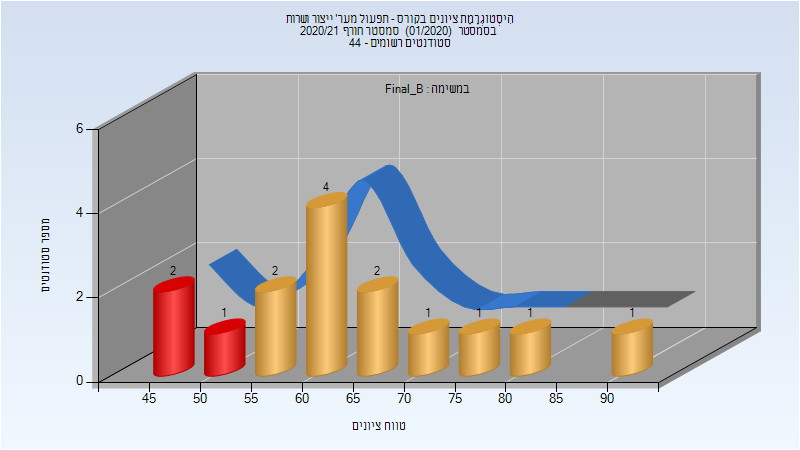 היסטוגרמת ציונים בקורס - תפעול מער' ייצור ושרות
בסמסטר (01/2020) סמסטר חורף 2020/21
סטודנטים רשומים - 44
במשימה : Final_B
מספר סטודנטים
6
4
2
0
2
1
2
4
2
1
1
1
1
45 50 55 60 65 70 75 80 85 90
טווח ציונים